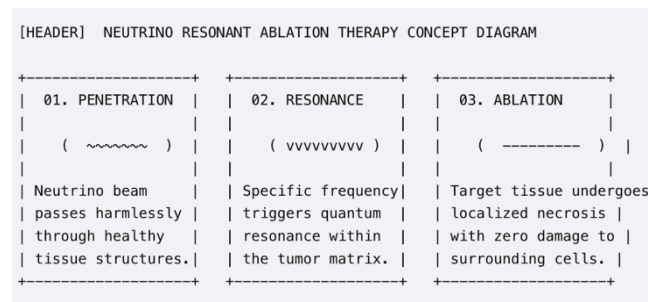 [HEADER]  NEUTRINO RESONANT ABLATION THERAPY CONCEPT DIAGRAM

+-------------------+   +-------------------+   +-------------------+
|  01. PENETRATION  |   |  02. RESONANCE    |   |  03. ABLATION     |
|                   |   |                   |   |                   |
|    (  ~~~~~~~  )  |   |    ( vvvvvvvvv )  |   |    (  ---------  )  |
|                   |   |                   |   |                   |
| Neutrino beam     |   | Specific frequency|   | Target tissue undergoes
| passes harmlessly |   | triggers quantum  |   | localized necrosis |
| through healthy   |   | resonance within  |   | with zero damage to |
| tissue structures.|   | the tumor matrix. |   | surrounding cells. |
+-------------------+   +-------------------+   +-------------------+